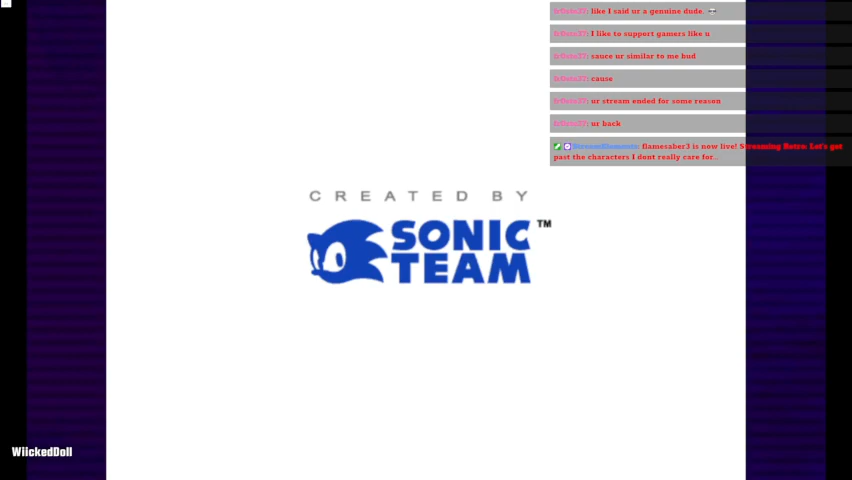 like I said ur a genuine dude.
I like to support gamers like u
sauce ur similar to me bud
cause
ur stream ended for some reason
ur back
StreamElements: flamesaber3 is now live! Streaming Retro: Let's get
past the characters I dont really care for..
CREATED BY
SONIC ™
TEAM
WiickedDoll